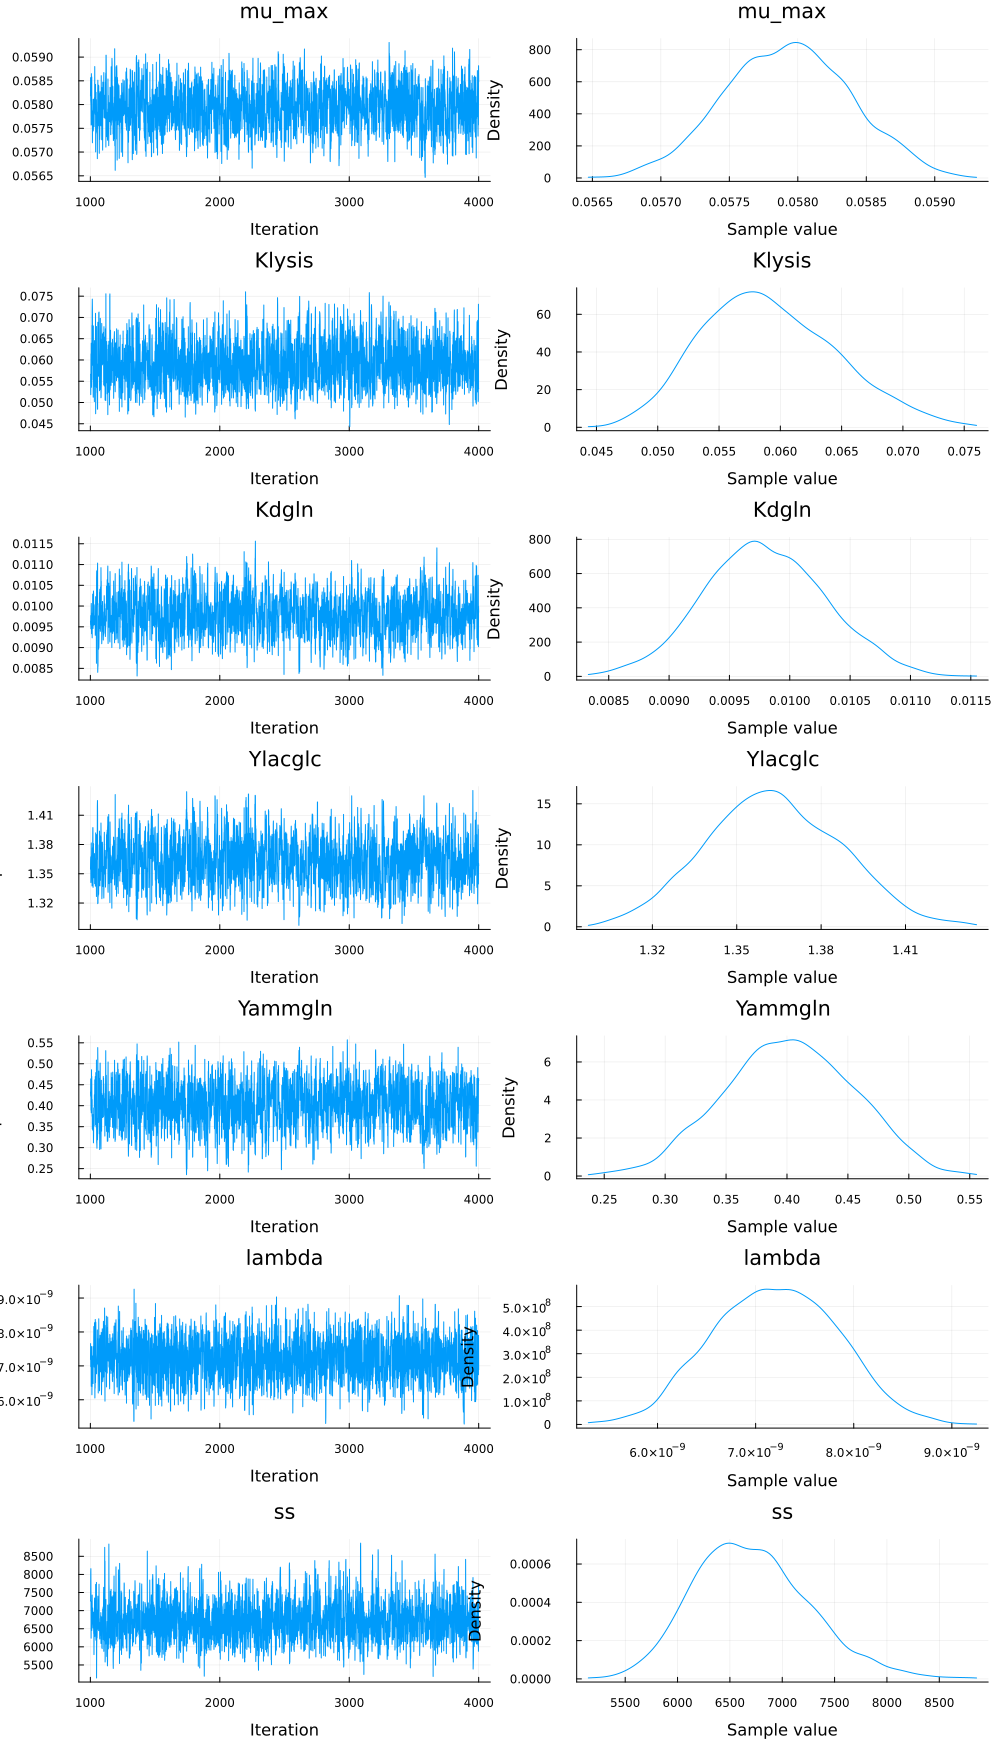 mu_max mu_max
0.0590
0.0585
0.0580
0.0575
0.0570
0.0565
1000 2000 3000 4000
Iteration
Density
800
600
400
200
0
0.0565 0.0570 0.0575 0.0580 0.0585 0.0590
Sample value
Klysis Klysis
0.075
0.070
0.065
0.060
0.055
0.050
0.045
1000 2000 3000 4000
Iteration
Density
60
40
20
0
0.045 0.050 0.055 0.060 0.065 0.070 0.075
Sample value
Kdgln Kdgln
0.0115
0.0110
0.0105
0.0100
0.0095
0.0090
0.0085
1000 2000 3000 4000
Iteration
Density
800
600
400
200
0
0.0085 0.0090 0.0095 0.0100 0.0105 0.0110 0.0115
Sample value
Ylacglc Ylacglc
1.41
1.38
1.35
1.32
1000 2000 3000 4000
Iteration
Density
15
10
5
0
1.32 1.35 1.38 1.41
Sample value
Yammgln Yammgln
0.55
0.50
0.45
0.40
0.35
0.30
0.25
1000 2000 3000 4000
Iteration
Density
6
4
2
0
0.25 0.30 0.35 0.40 0.45 0.50 0.55
Sample value
lambda lambda
9.0×10⁻⁹
8.0×10⁻⁹
7.0×10⁻⁹
1000 2000 3000 4000
Iteration
Density
5.0×10⁸
4.0×10⁸
3.0×10⁸
2.0×10⁸
1.0×10⁸
0
6.0×10⁻⁹ 7.0×10⁻⁹ 8.0×10⁻⁹ 9.0×10⁻⁹
Sample value
ss ss
8500
8000
7500
7000
6500
6000
5500
1000 2000 3000 4000
Iteration
Density
0.0006
0.0004
0.0002
0.0000
5500 6000 6500 7000 7500 8000 8500
Sample value